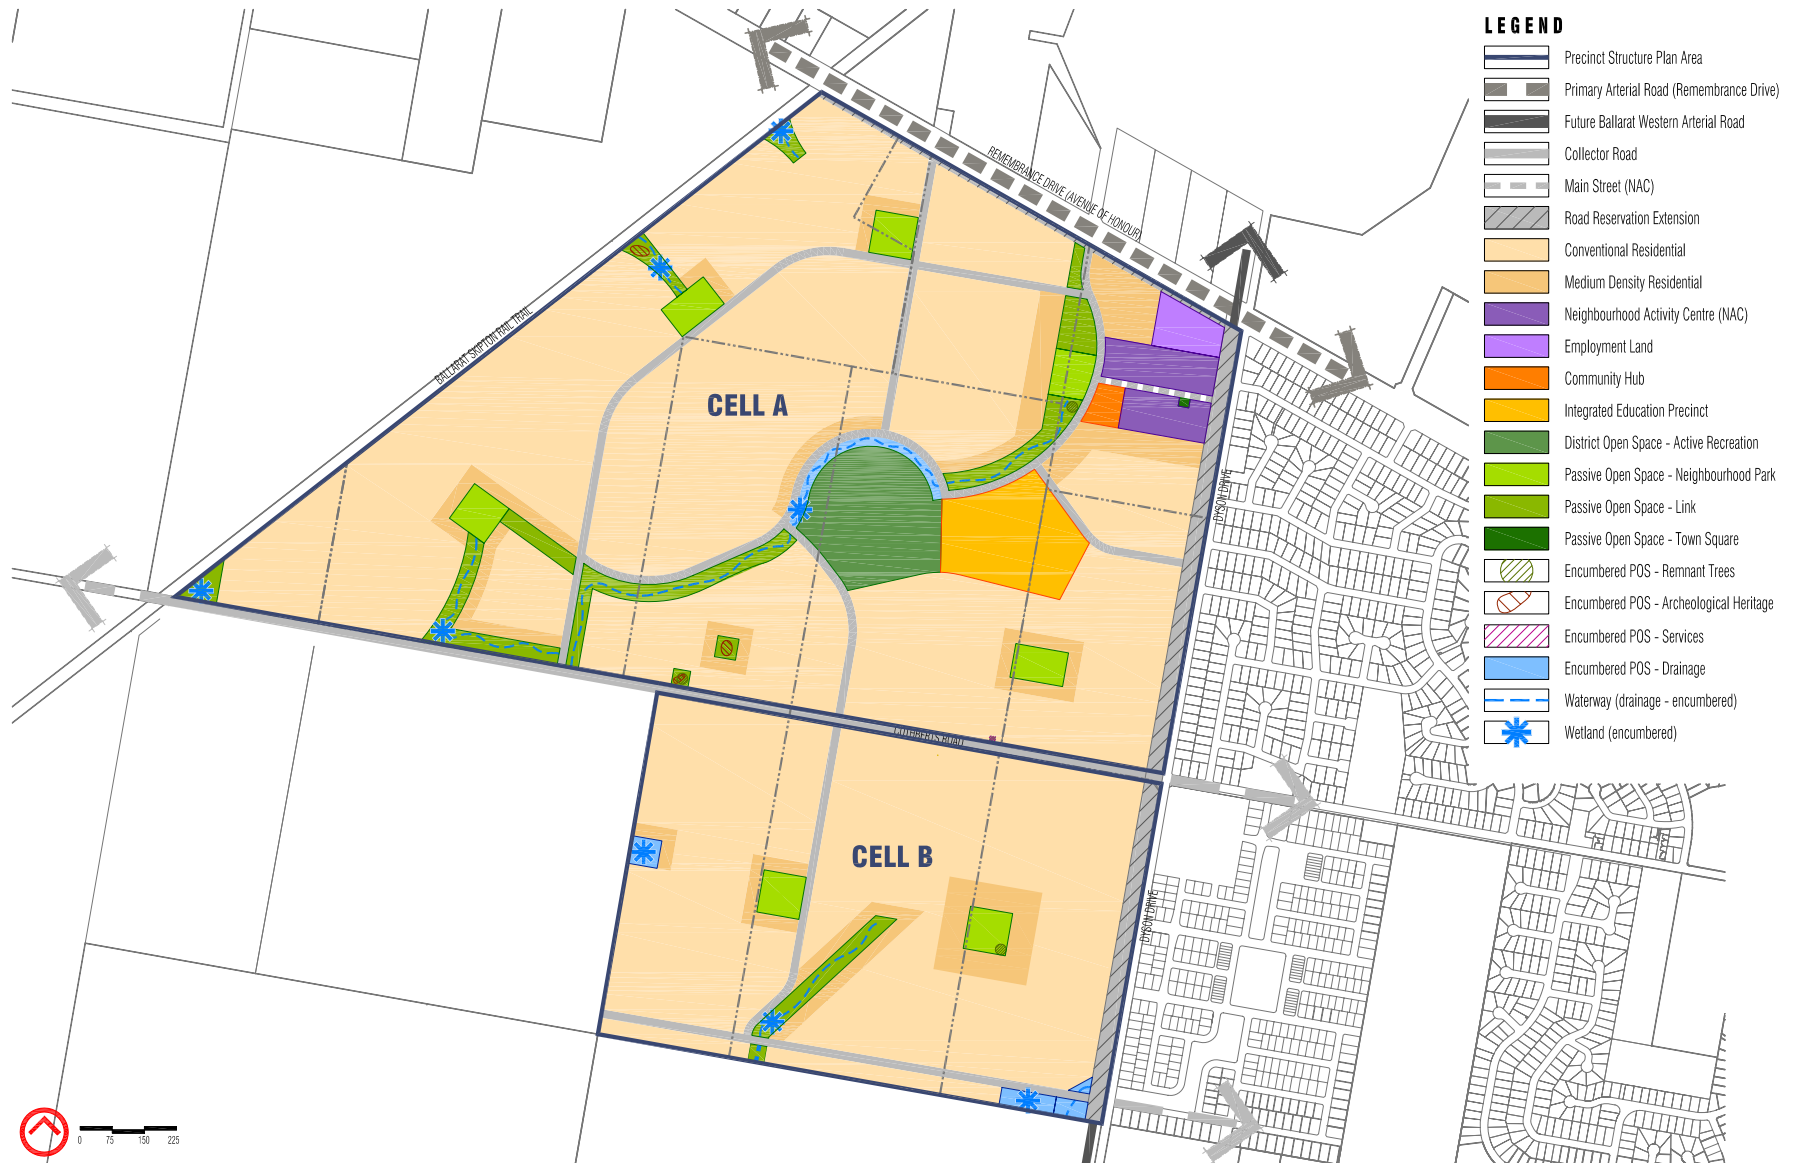 LEGEND
Precinct Structure Plan Area
Primary Arterial Road (Remembrance Drive)
Future Ballarat Western Arterial Road
Collector Road
Main Street (NAC)
Road Reservation Extension
Conventional Residential
Medium Density Residential
Neighbourhood Activity Centre (NAC)
Employment Land
Community Hub
Integrated Education Precinct
District Open Space - Active Recreation
Passive Open Space - Neighbourhood Park
Passive Open Space - Link
Passive Open Space - Town Square
Encumbered POS - Remnant Trees
Encumbered POS - Archeological Heritage
Encumbered POS - Services
Encumbered POS - Drainage
Waterway (drainage - encumbered)
Wetland (encumbered)
REMEMBRANCE DRIVE (AVENUE OF HONOUR)
BALLARAT SKIPTON RAIL TRAIL
CELL A
DYSON DRIVE
CUTHBERTS ROAD
CELL B
DYSON DRIVE
0 75 150 225